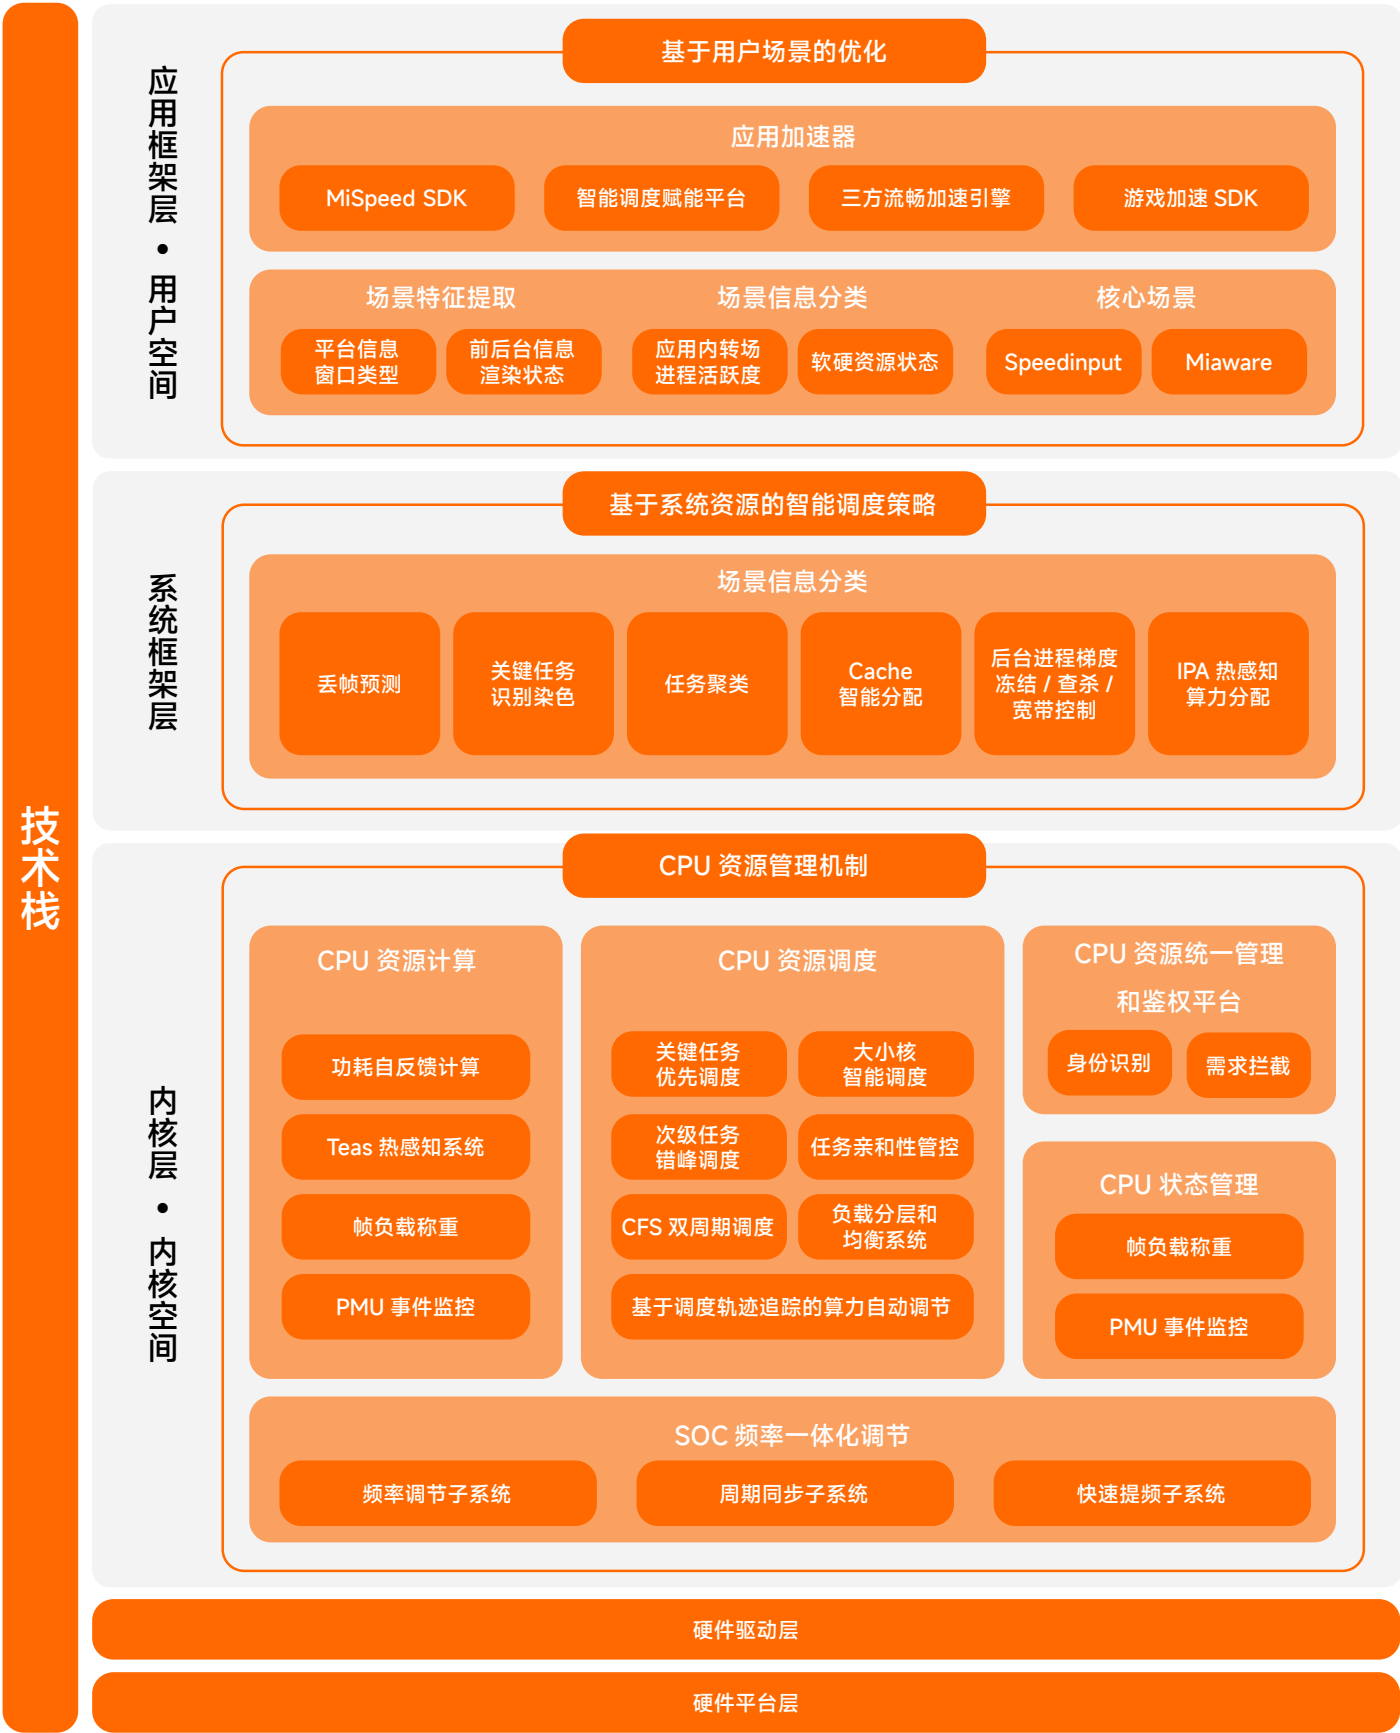 技术栈
应用框架层·用户空间
基于用户场景的优化
应用加速器
MiSpeed SDK
智能调度赋能平台
三方流畅加速引擎
游戏加速 SDK
场景特征提取
平台信息
窗口类型
前后台信息
渲染状态
场景信息分类
应用内转场
进程活跃度
软硬资源状态
核心场景
Speedinput
Miaware
系统框架层
基于系统资源的智能调度策略
场景信息分类
丢帧预测
关键任务
识别染色
任务聚类
Cache
智能分配
后台进程梯度
冻结 / 查杀 /
宽带控制
IPA 热感知
算力分配
内核层·内核空间
CPU 资源管理机制
CPU 资源计算
功耗自反馈计算
Teas 热感知系统
帧负载称重
PMU 事件监控
CPU 资源调度
关键任务
优先调度
大小核
智能调度
次级任务
错峰调度
任务亲和性管控
CFS 双周期调度
负载分层和
均衡系统
基于调度轨迹追踪的算力自动调节
CPU 资源统一管理
和鉴权平台
身份识别
需求拦截
CPU 状态管理
帧负载称重
PMU 事件监控
SOC 频率一体化调节
频率调节子系统
周期同步子系统
快速提频子系统
硬件驱动层
硬件平台层